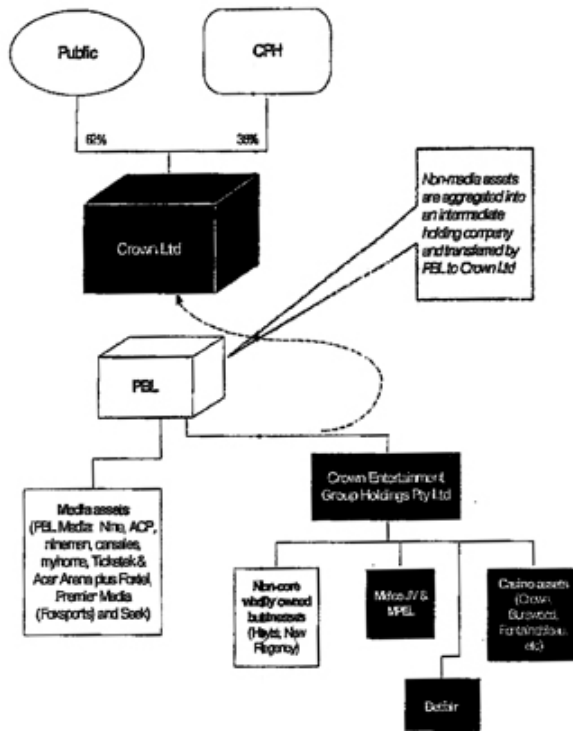 Public
CPH
62%
38%
Crown Ltd
Non-media assets
are aggregated into
an intermediate
holding company
and transferred by
PBL to Crown Ltd
PBL
Crown Entertainment
Group Holdings Pty Ltd
Media assets
(PBL Media: Nine, ACP,
ninemsn, carsales,
myhome, Ticketek &
Acer Arena plus Foxtel,
Premier Media
(Foxsports) and Seek)
Non-core
wholly owned
businesses
(Hoyts, New
Regency)
Melco JV &
MPBL
Casino assets
(Crown,
Burswood,
Fontainebleau,
etc)
Betfair